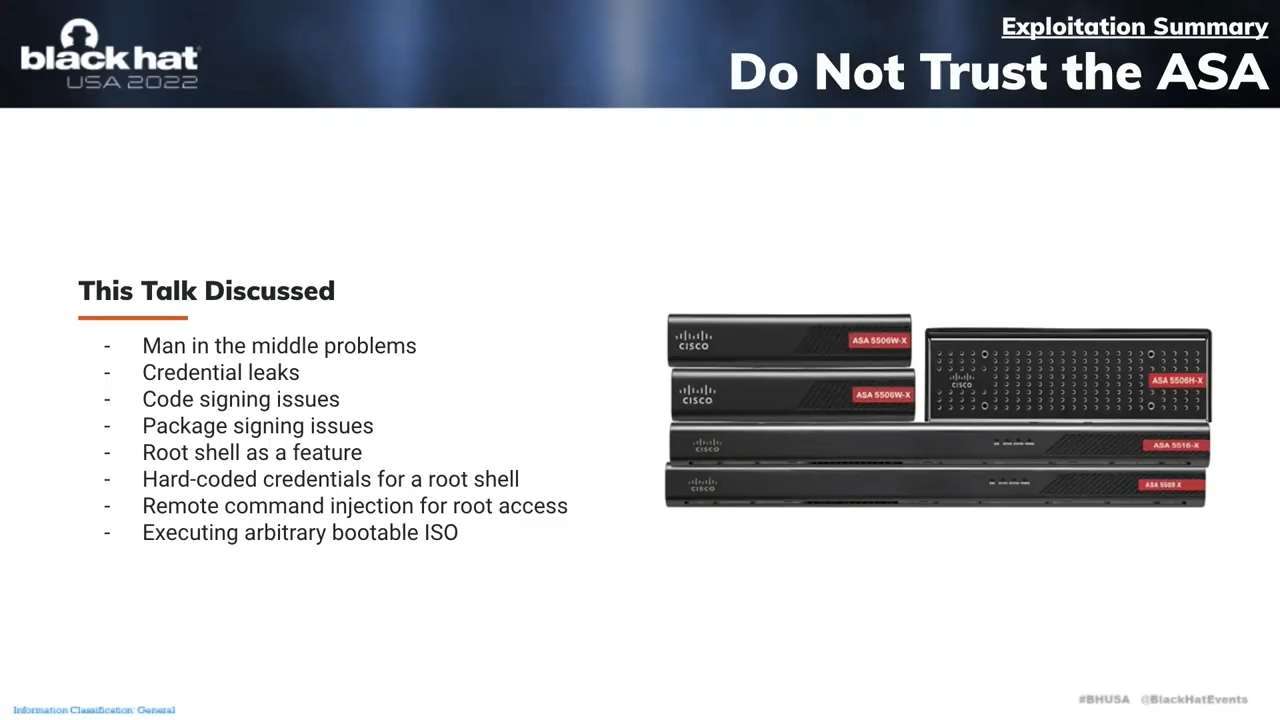 black hat
USA 2022
Exploitation Summary
Do Not Trust the ASA
This Talk Discussed
- Man in the middle problems
- Credential leaks
- Code signing issues
- Package signing issues
- Root shell as a feature
- Hard-coded credentials for a root shell
- Remote command injection for root access
- Executing arbitrary bootable ISO
CISCO
ASA 5506W-X
CISCO
ASA 5506W-X
CISCO
ASA 5506H-X
CISCO
ASA 5516-X
CISCO
ASA 5508-X
Information Classification: General
#BHUSA @BlackHatEvents